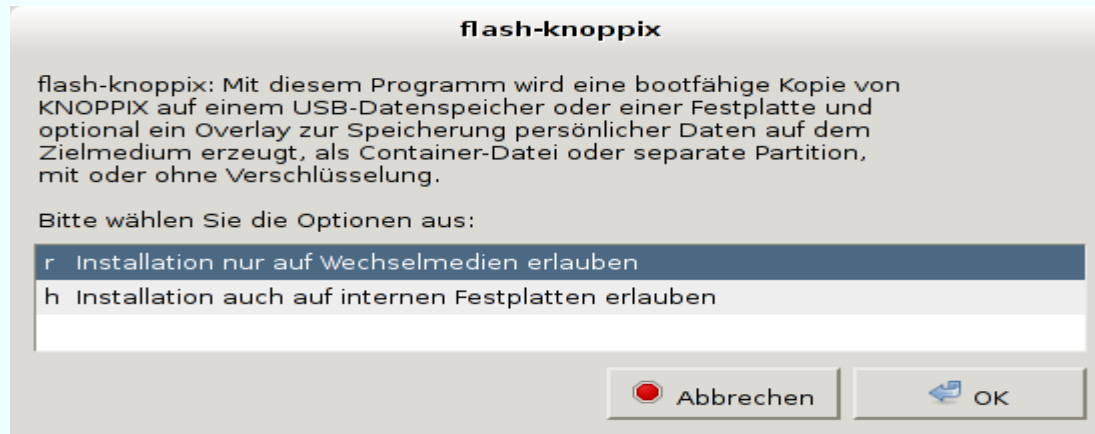 flash-knoppix
flash-knoppix: Mit diesem Programm wird eine bootfähige Kopie von
KNOPPIX auf einem USB-Datenspeicher oder einer Festplatte und
optional ein Overlay zur Speicherung persönlicher Daten auf dem
Zielmedium erzeugt, als Container-Datei oder separate Partition,
mit oder ohne Verschlüsselung.
Bitte wählen Sie die Optionen aus:
r Installation nur auf Wechselmedien erlauben
h Installation auch auf internen Festplatten erlauben
Abbrechen OK